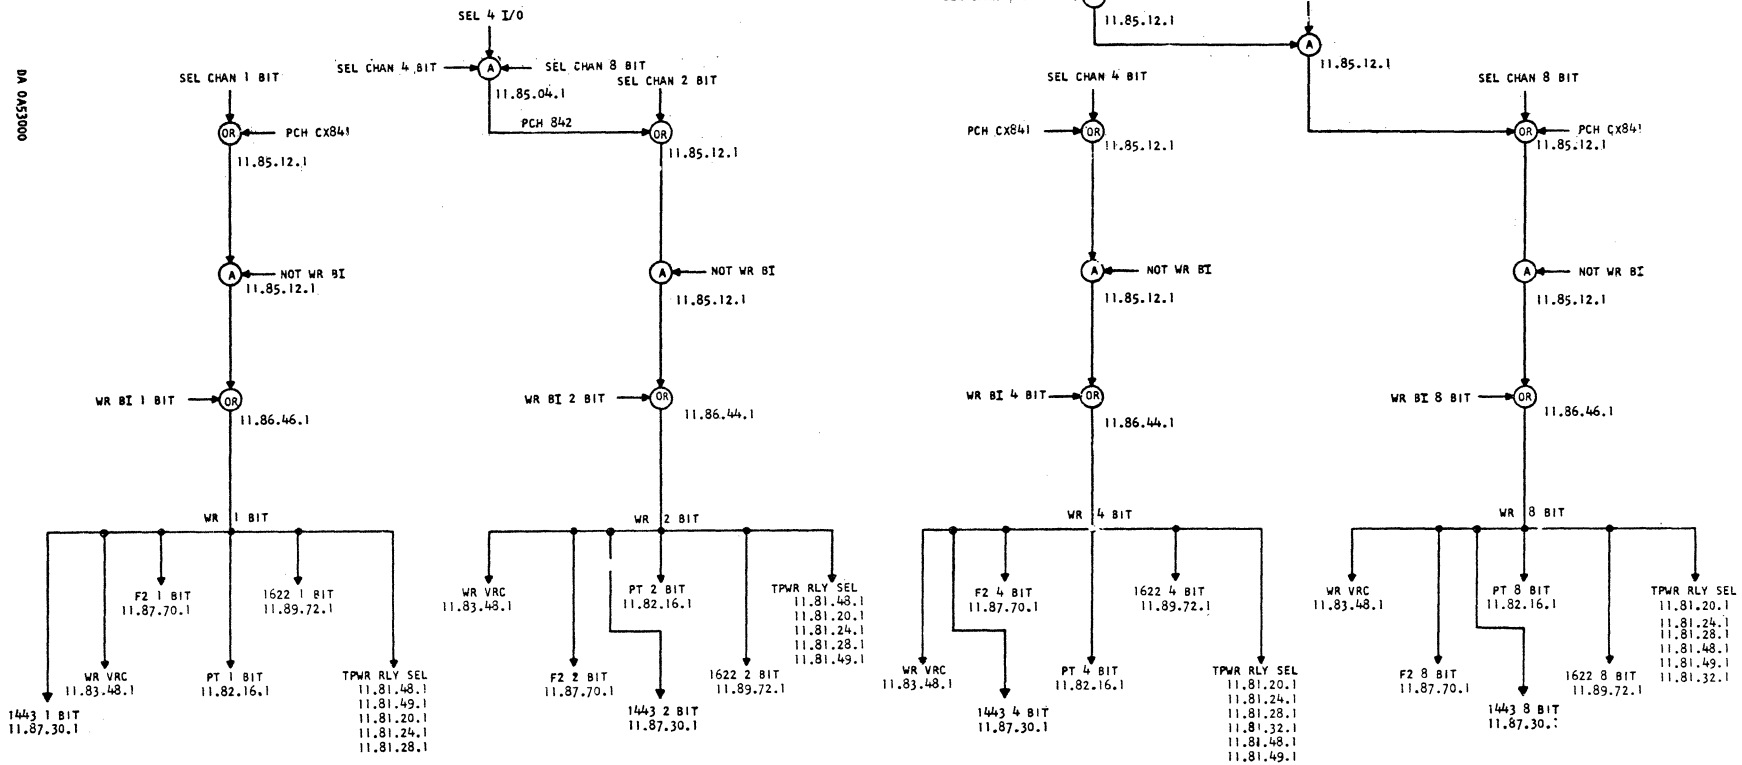 SEL 4 I/O
11.85.12.1
DA 0A53000
SEL CHAN 1 BIT
SEL CHAN 4 BIT
A
SEL CHAN 8 BIT
11.85.04.1
SEL CHAN 2 BIT
SEL CHAN 4 BIT
A
11.85.12.1
SEL CHAN 8 BIT
OR
PCH CX841
11.85.12.1
PCH 842
OR
11.85.12.1
PCH CX841
OR
11.85.12.1
OR
PCH CX841
11.85.12.1
A
NOT WR BI
11.85.12.1
A
NOT WR BI
11.85.12.1
A
NOT WR BI
11.85.12.1
A
NOT WR BI
11.85.12.1
WR BI 1 BIT
OR
11.86.46.1
WR BI 2 BIT
OR
11.86.44.1
WR BI 4 BIT
OR
11.86.44.1
WR BI 8 BIT
OR
11.86.46.1
WR 1 BIT
1443 1 BIT
11.87.30.1
WR VRC
11.83.48.1
F2 1 BIT
11.87.70.1
PT 1 BIT
11.82.16.1
1622 1 BIT
11.89.72.1
TPWR RLY SEL
11.81.48.1
11.81.49.1
11.81.20.1
11.81.24.1
11.81.28.1
WR 2 BIT
WR VRC
11.83.48.1
F2 2 BIT
11.87.70.1
PT 2 BIT
11.82.16.1
1443 2 BIT
11.87.30.1
1622 2 BIT
11.89.72.1
TPWR RLY SEL
11.81.48.1
11.81.20.1
11.81.24.1
11.81.28.1
11.81.49.1
WR 4 BIT
WR VRC
11.83.48.1
F2 4 BIT
11.87.70.1
1443 4 BIT
11.87.30.1
PT 4 BIT
11.82.16.1
1622 4 BIT
11.89.72.1
TPWR RLY SEL
11.81.20.1
11.81.24.1
11.81.28.1
11.81.32.1
11.81.48.1
11.81.49.1
WR 8 BIT
WR VRC
11.83.48.1
F2 8 BIT
11.87.70.1
PT 8 BIT
11.82.16.1
1443 8 BIT
11.87.30.1
1622 8 BIT
11.89.72.1
TPWR RLY SEL
11.81.20.1
11.81.24.1
11.81.28.1
11.81.48.1
11.81.49.1
11.81.32.1